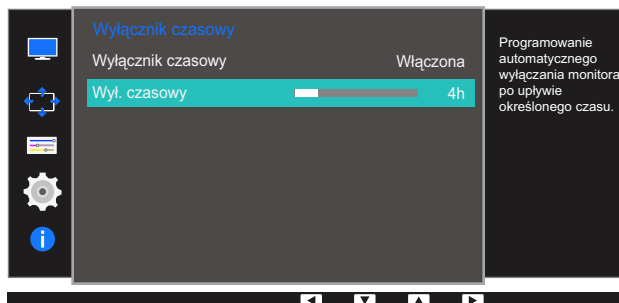 Wyłącznik czasowy
Wyłącznik czasowy Włączona
Wył. czasowy 4h
Programowanie
automatycznego
wyłączania monitora
po upływie
określonego czasu.